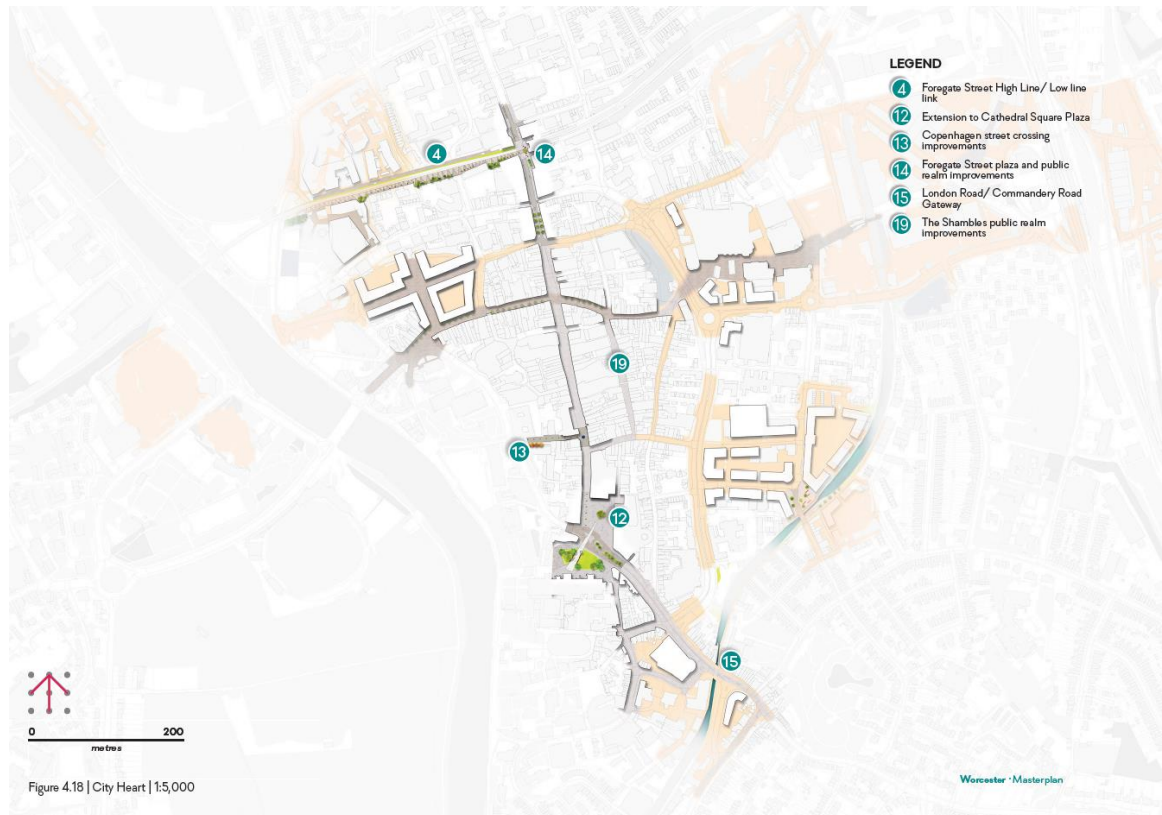 LEGEND
4 Foregate Street High Line/ Low line
link
12 Extension to Cathedral Square Plaza
13 Copenhagen street crossing
improvements
14 Foregate Street plaza and public
realm improvements
15 London Road/ Commandery Road
Gateway
19 The Shambles public realm
improvements
4
14
19
13
12
15
0 200
metres
Figure 4.18 | City Heart | 1:5,000
Worcester · Masterplan